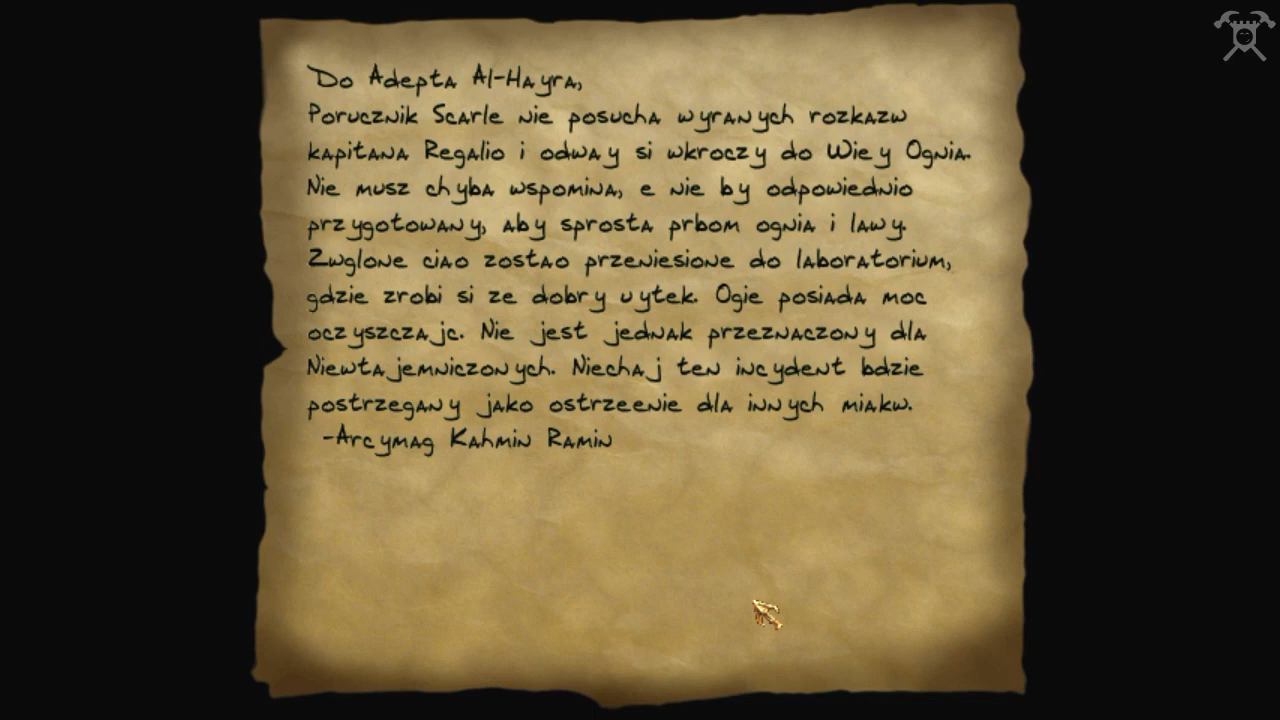 Do Adepta Al-Hayra,
Porucznik Scarle nie posucha wyranych rozkazw
kapitana Regalio i odway si wkroczy do Wie y Ognia.
Nie musz chyba wspomina, e nie by odpowiednio
przygotowany, aby sprosta prbom ognia i lawy.
Zwglone ciao zostao przeniesione do laboratorium,
gdzie zrobi si ze dobry uytek. Ogie posiada moc
oczyszczajc. Nie jest jednak przeznaczony dla
Niewtajemniczonych. Niechaj ten incydent bdzie
postrzegany jako ostrzeenie dla innych miakw.
-Arcymag Kahmin Ramin